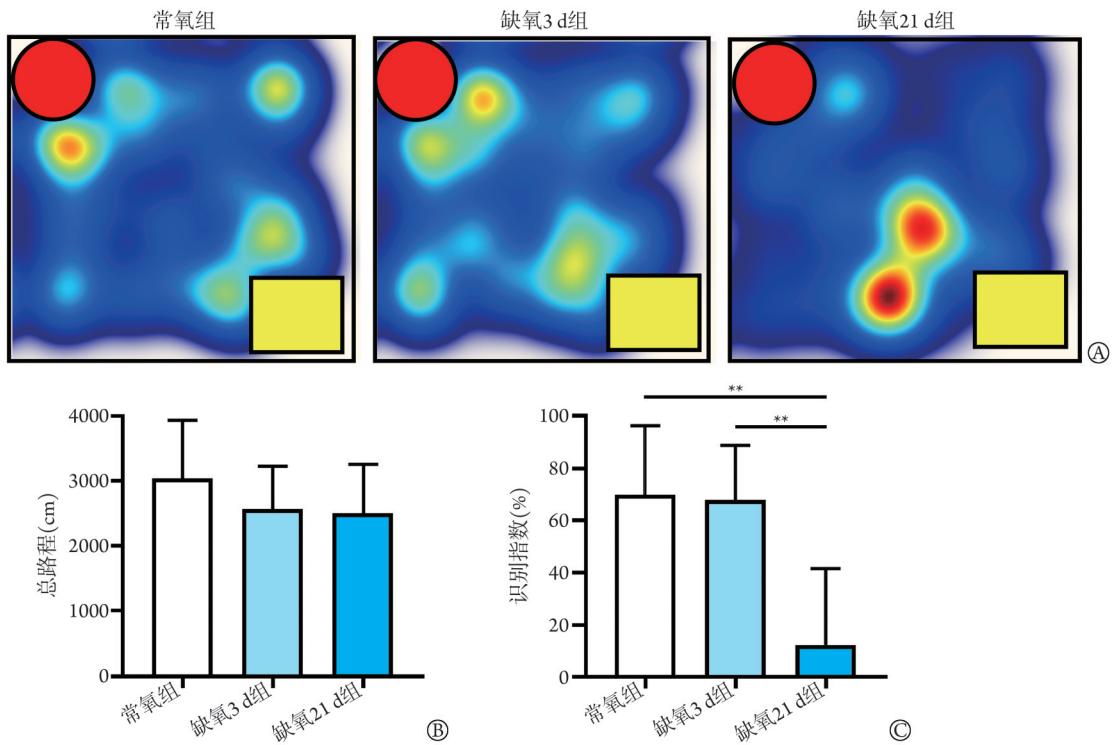 常氧组
缺氧3 d组
缺氧21 d组
Ⓐ
总路程(cm)
4000
3000
2000
1000
0
常氧组
缺氧3 d组
缺氧21 d组
Ⓑ
识别指数(%)
100
80
60
40
20
0
**
**
常氧组
缺氧3 d组
缺氧21 d组
Ⓒ